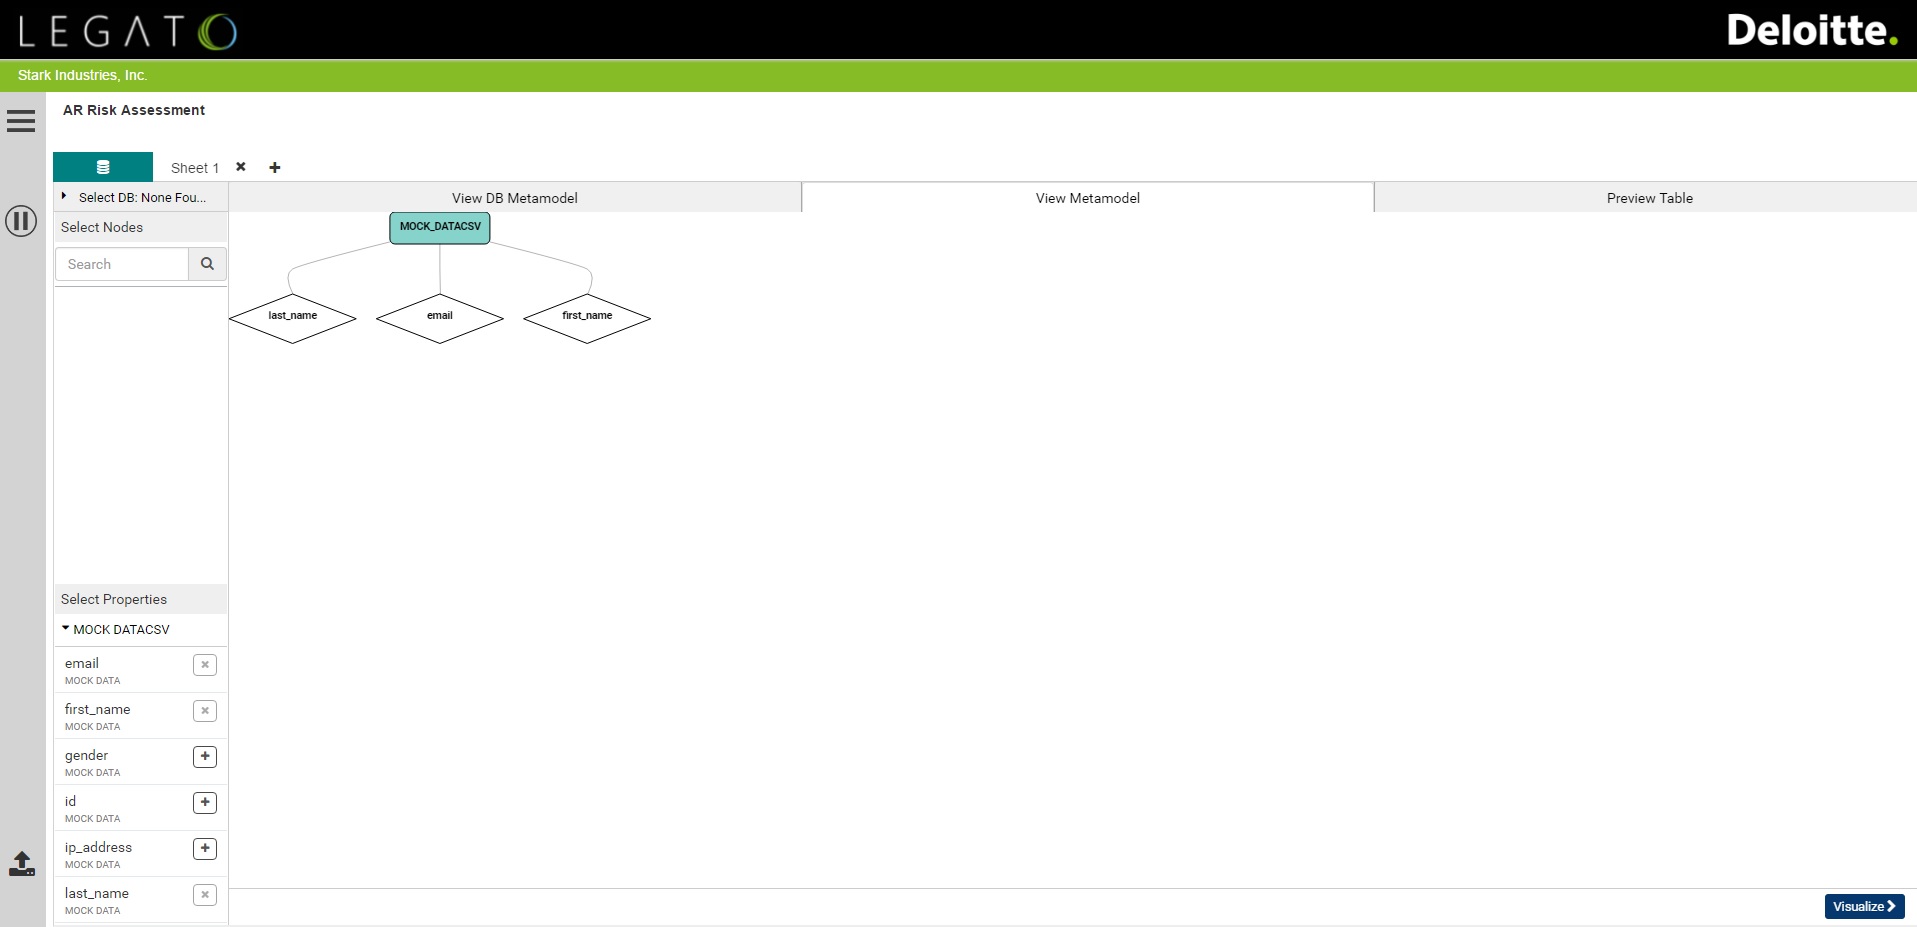 LEGATO
Deloitte.
Stark Industries, Inc.
AR Risk Assessment
Sheet 1
Select DB: None Fou...
View DB Metamodel
View Metamodel
Preview Table
Select Nodes
Search
MOCK_DATACSV
last_name
email
first_name
Select Properties
MOCK DATACSV
email
MOCK DATA
first_name
MOCK DATA
gender
MOCK DATA
id
MOCK DATA
ip_address
MOCK DATA
last_name
MOCK DATA
Visualize